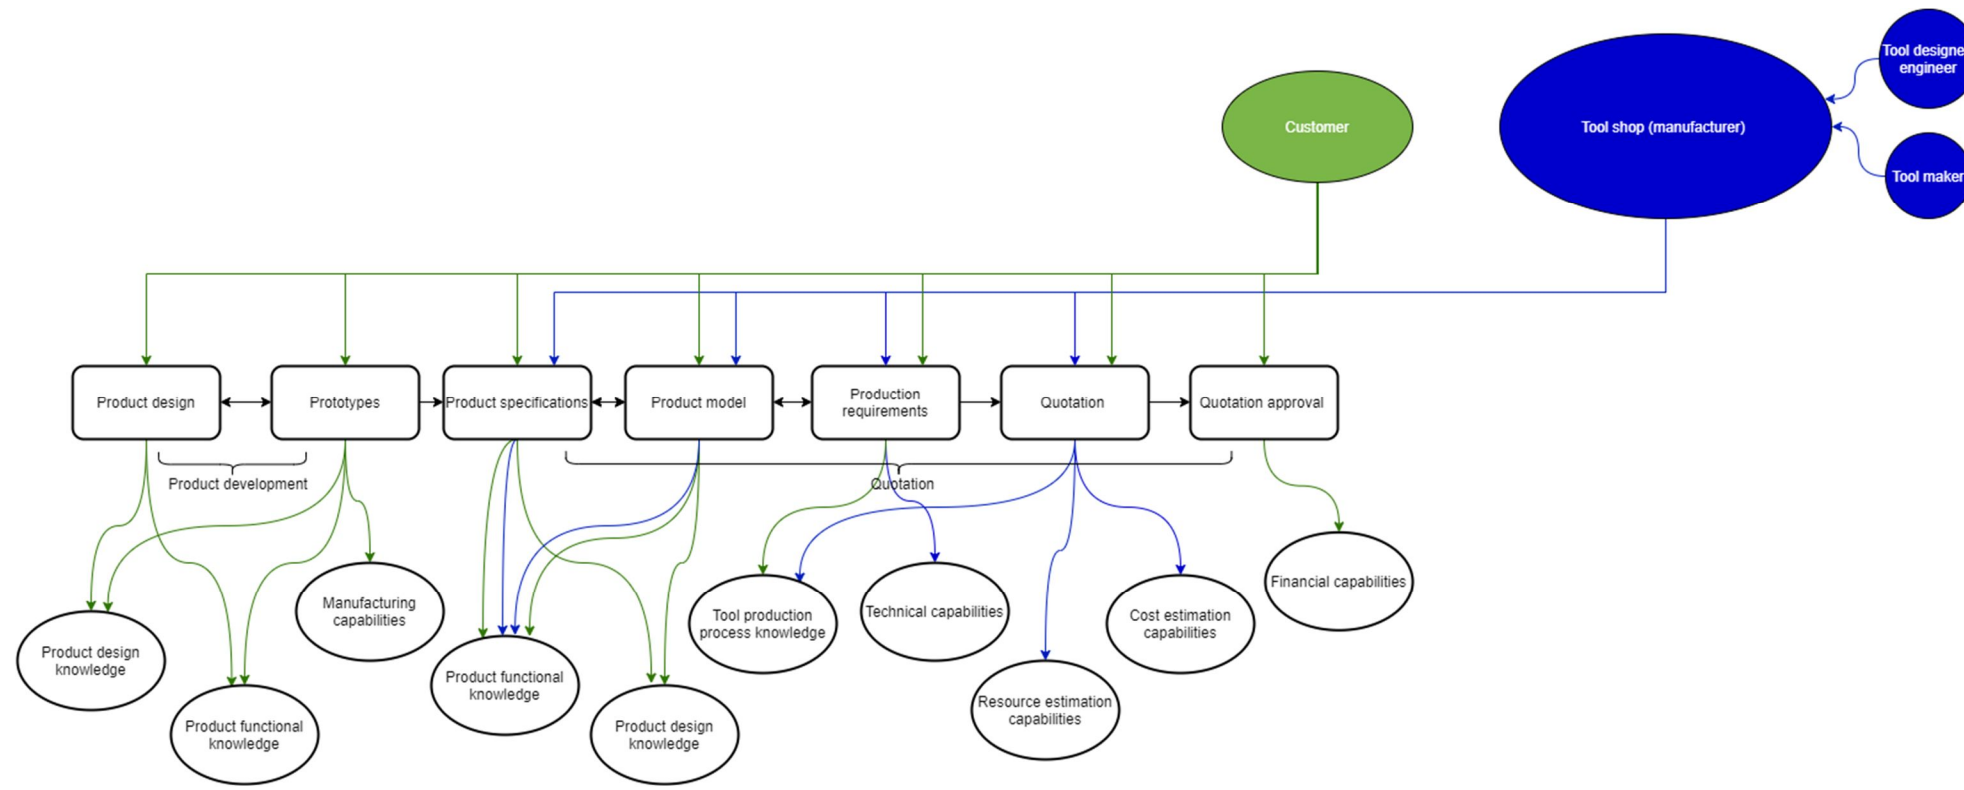 Tool designe
engineer
Customer
Tool shop (manufacturer)
Tool maker
Product design
Prototypes
Product specifications
Product model
Production
requirements
Quotation
Quotation approval
Product development
Quotation
Manufacturing
capabilities
Product design
knowledge
Product functional
knowledge
Product functional
knowledge
Product design
knowledge
Tool production
process knowledge
Technical capabilities
Resource estimation
capabilities
Cost estimation
capabilities
Financial capabilities